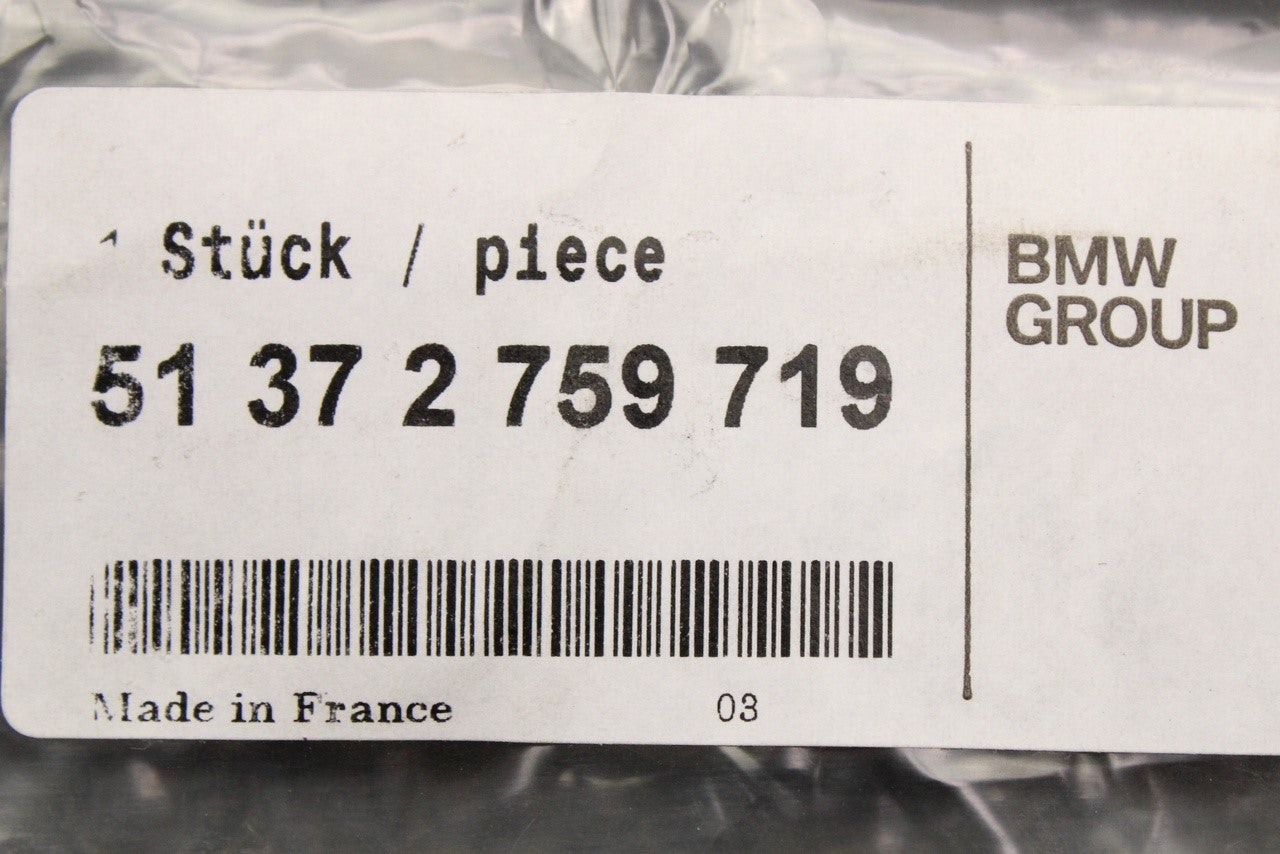 1 Stück / piece
51 37 2 759 719
Made in France 03
BMW
GROUP